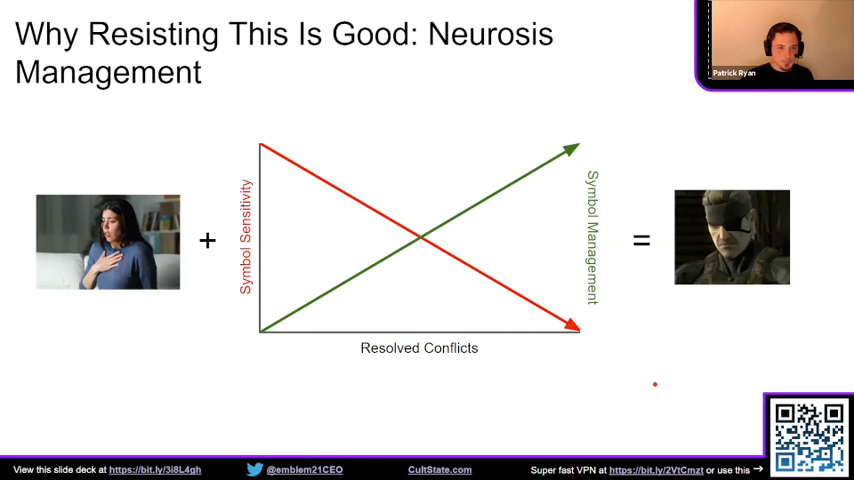 Why Resisting This Is Good: Neurosis
Management
Patrick Ryan
Symbol Sensitivity
+
Symbol Management
=
Resolved Conflicts
View this slide deck at https://bit.ly/3i8L4gh
@emblem21CEO
CultState.com
Super fast VPN at https://bit.ly/2VtCmzt or use this →